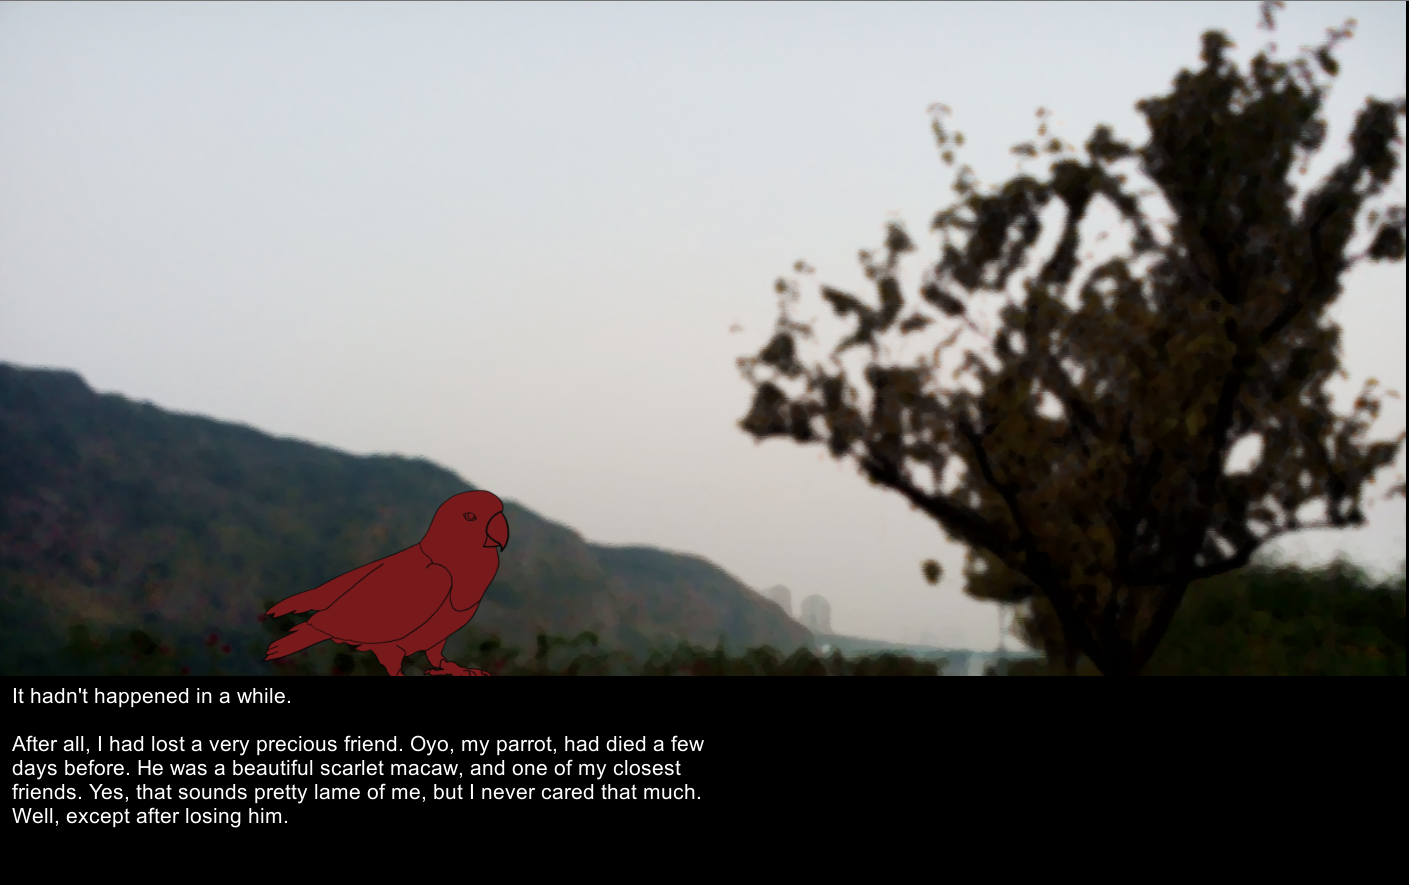 It hadn't happened in a while.
After all, I had lost a very precious friend. Oyo, my parrot, had died a few
days before. He was a beautiful scarlet macaw, and one of my closest
friends. Yes, that sounds pretty lame of me, but I never cared that much.
Well, except after losing him.